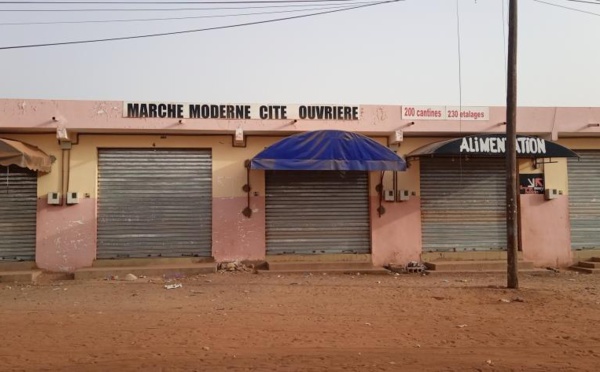 MARCHE MODERNE CITE OUVRIERE
200 cantines 230 etalages
ALiMENTATION